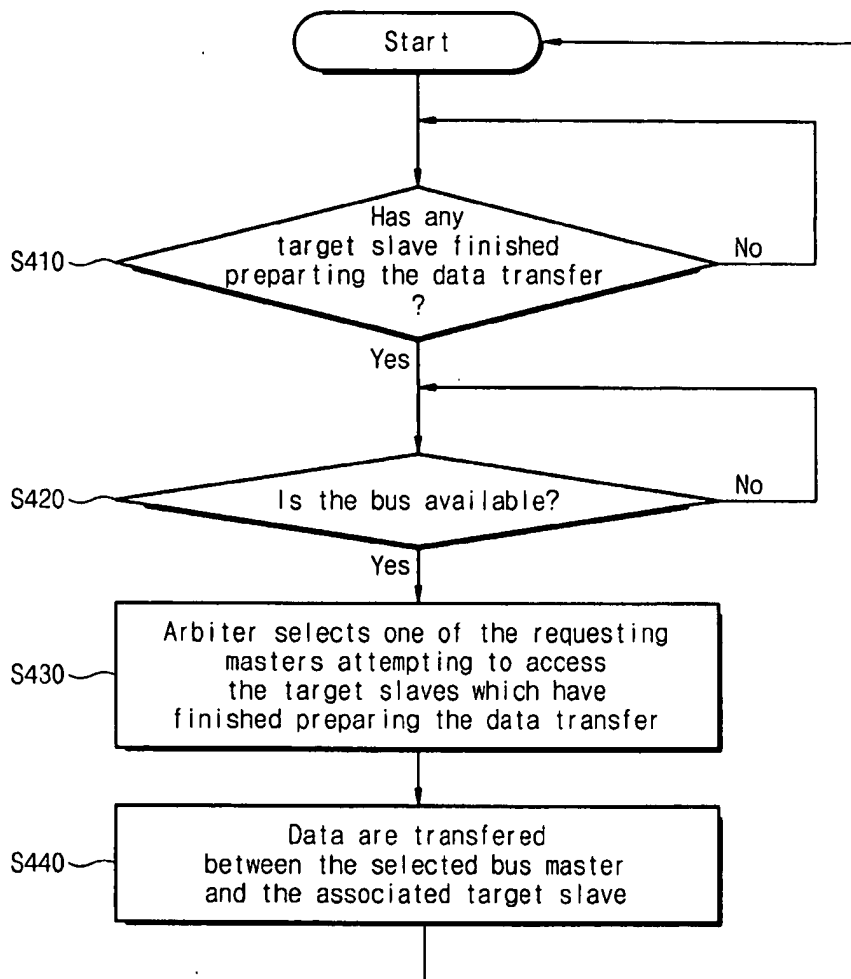 Start
Has any
target slave finished
preparting the data transfer
?
S410
No
Yes
Is the bus available?
S420
No
Yes
Arbiter selects one of the requesting
masters attempting to access
the target slaves which have
finished preparing the data transfer
S430
Data are transfered
between the selected bus master
and the associated target slave
S440